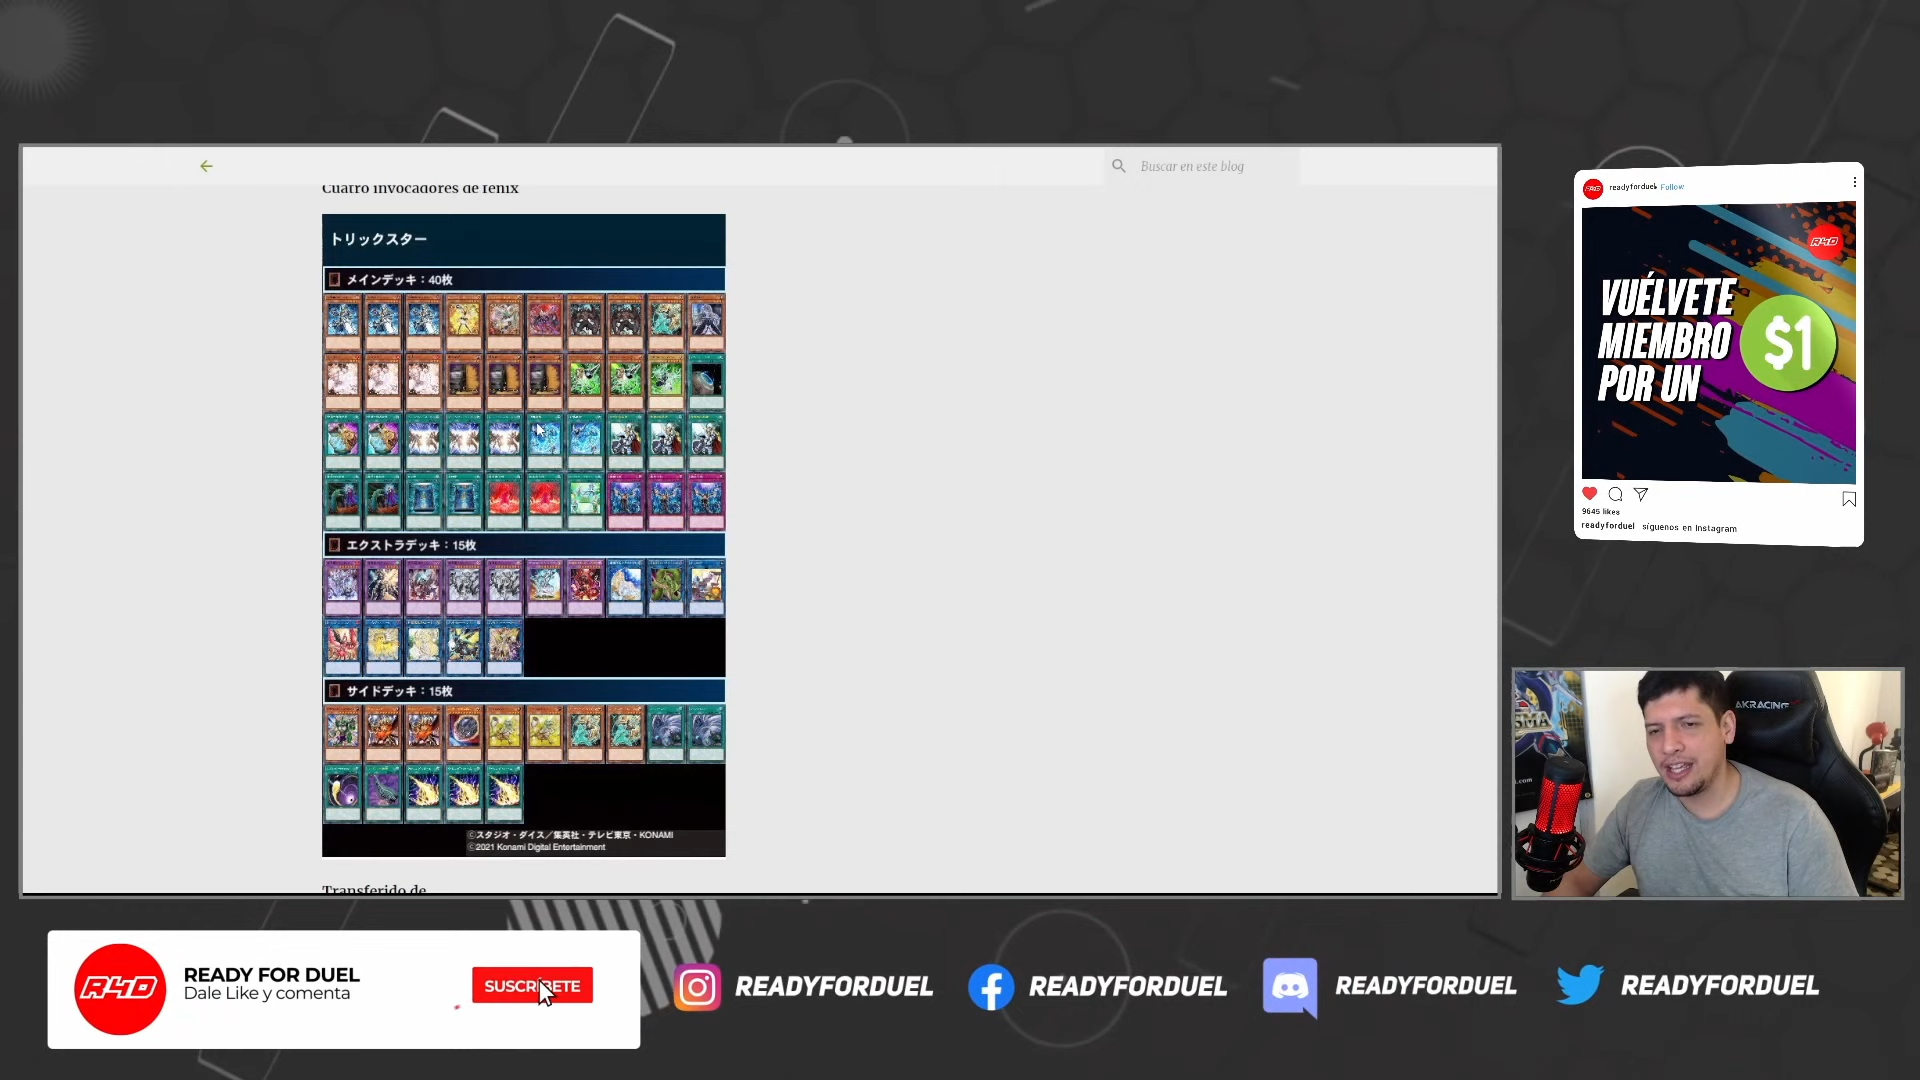 Buscar en este blog
Cuatro invocadores de fénix
トリックスター
メインデッキ：40枚
エクストラデッキ：15枚
サイドデッキ：15枚
©スタジオ・ダイス／集英社・テレビ東京・KONAMI
©2021 Konami Digital Entertainment
Transferido de
readyforduel Follow
R4D
VUÉLVETE
MIEMBRO
POR UN
$1
9645 likes
readyforduel síguenos en Instagram
AKRACING
R4D
READY FOR DUEL
Dale Like y comenta
SUSCRÍBETE
READYFORDUEL
READYFORDUEL
READYFORDUEL
READYFORDUEL